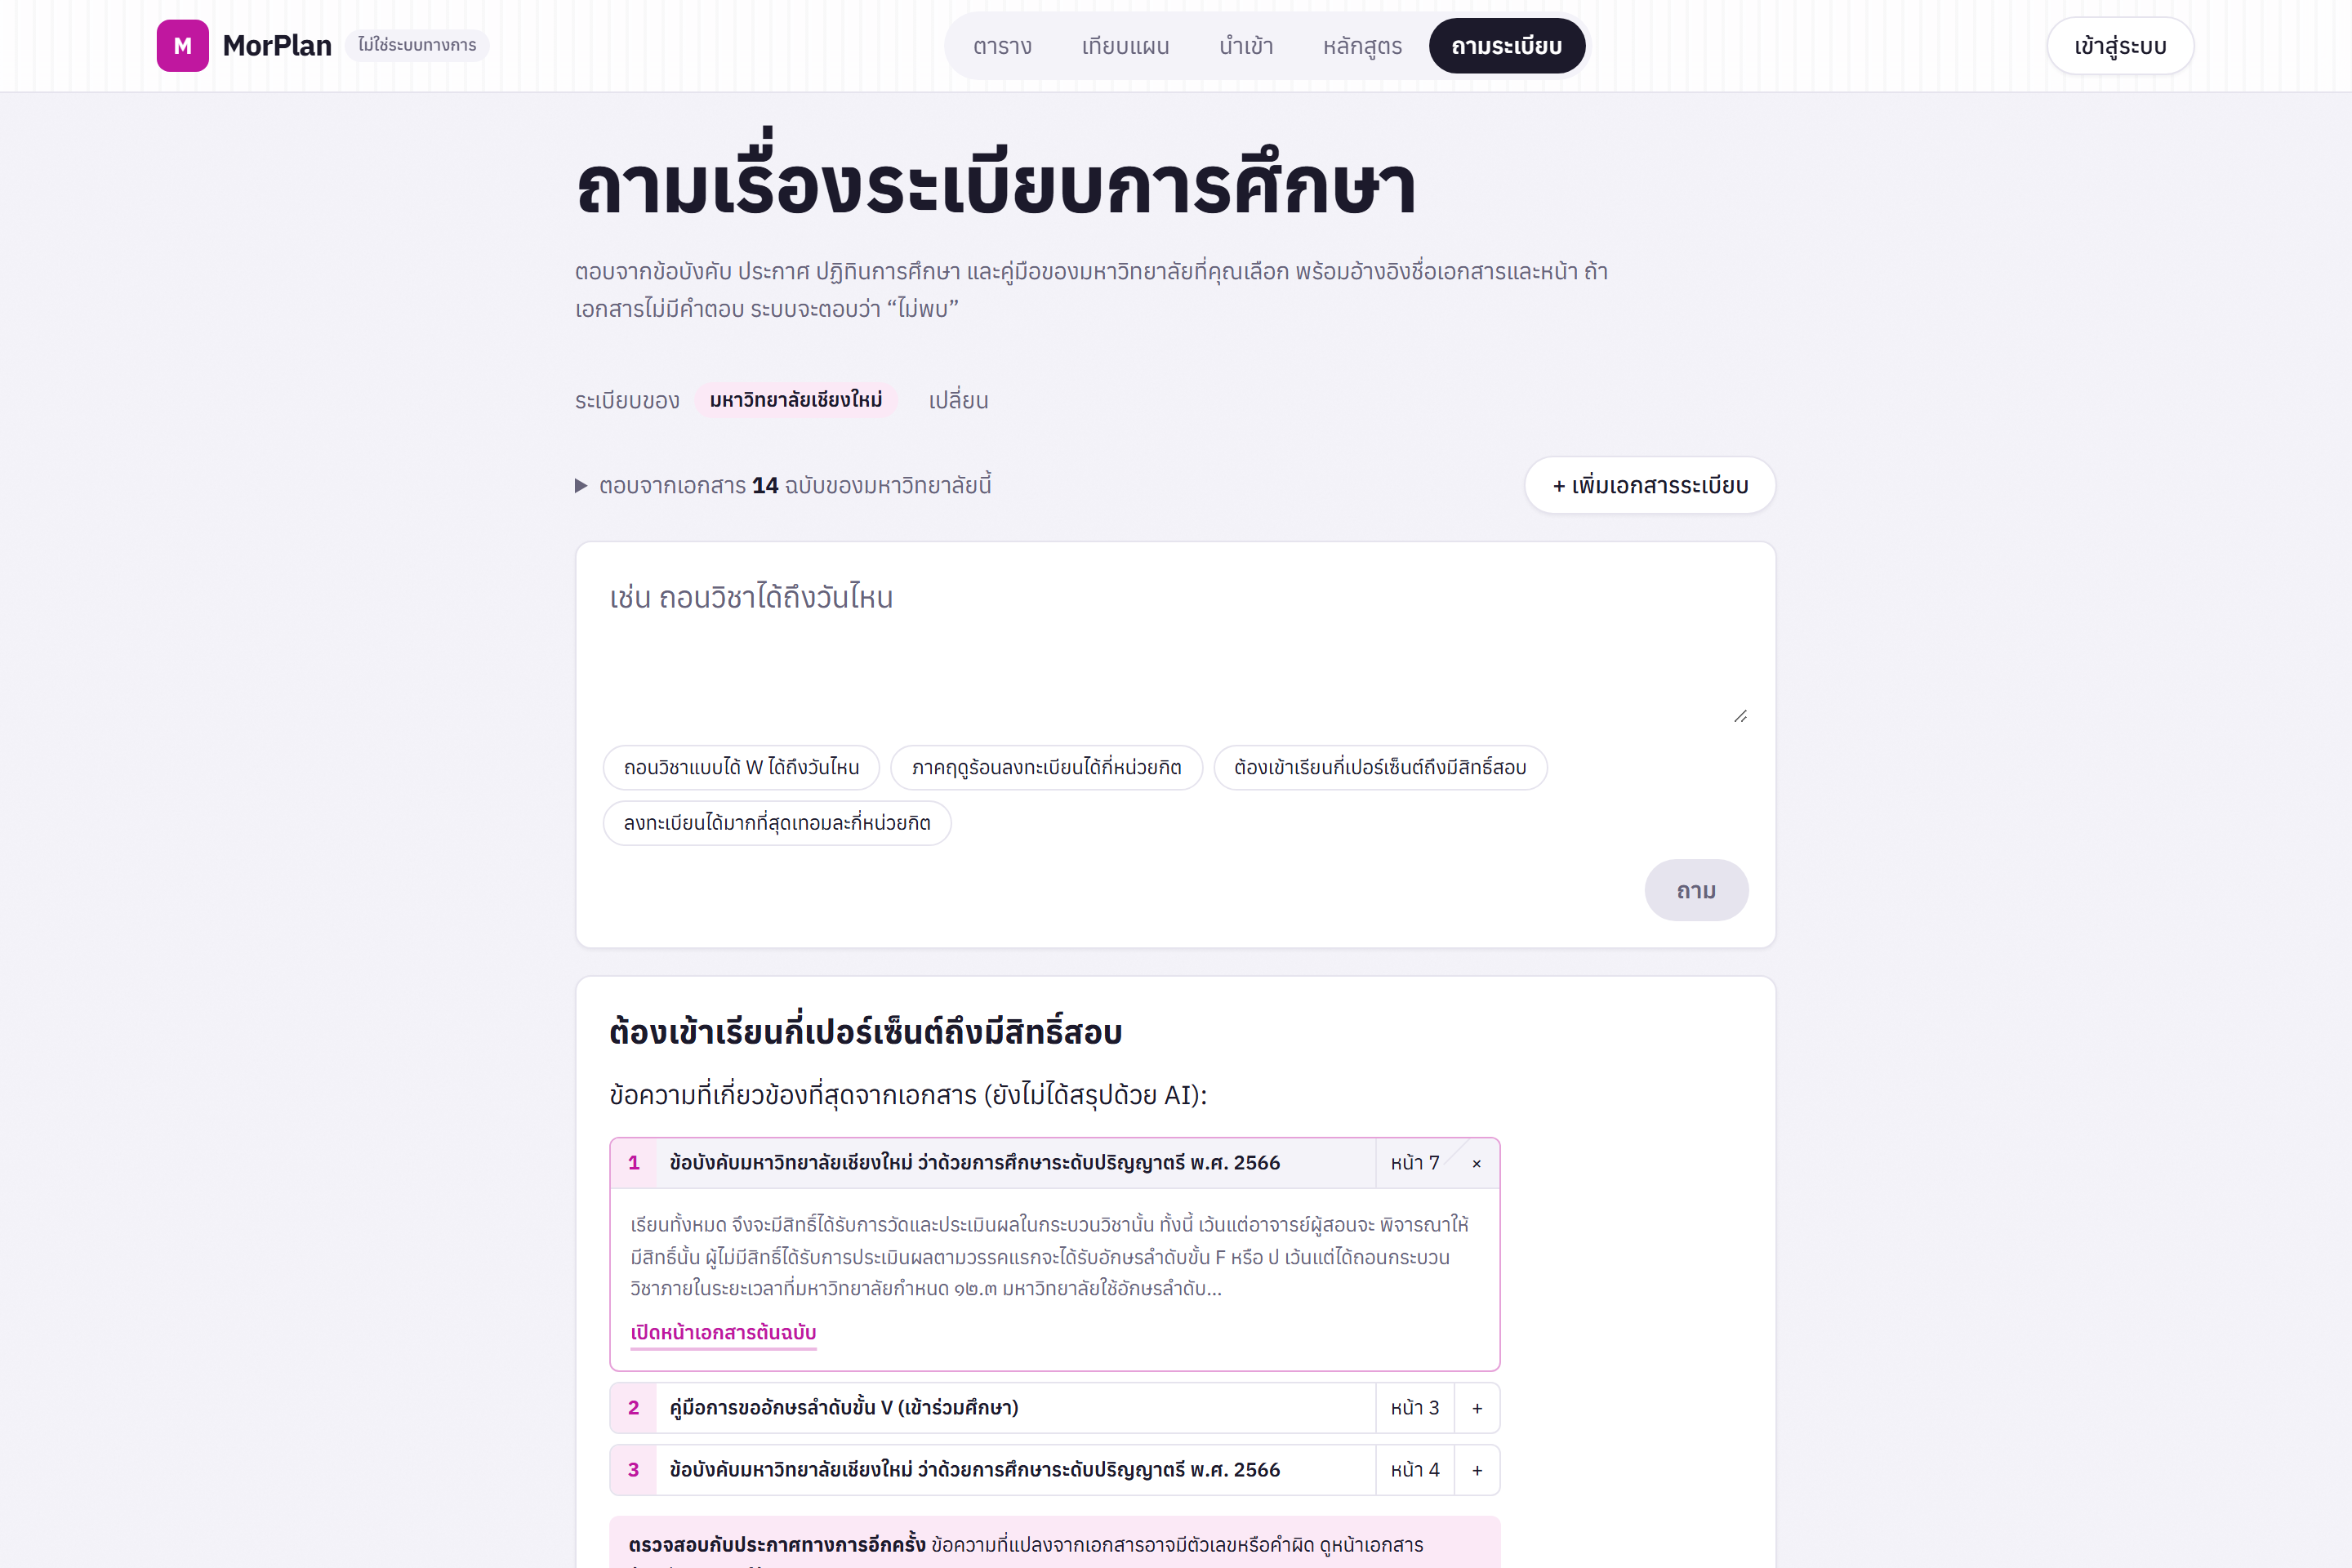 M MorPlan ไม่ใช่ระบบทางการ ตาราง เทียบแผน นำเข้า หลักสูตร ถามระเบียบ เข้าสู่ระบบ
ถามเรื่องระเบียบการศึกษา
ตอบจากข้อบังคับ ประกาศ ปฏิทินการศึกษา และคู่มือของมหาวิทยาลัยที่คุณเลือก พร้อมอ้างอิงชื่อเอกสารและหน้า ถ้า
เอกสารไม่มีคำตอบ ระบบจะตอบว่า “ไม่พบ”
ระเบียบของ มหาวิทยาลัยเชียงใหม่ เปลี่ยน
▶ ตอบจากเอกสาร 14 ฉบับของมหาวิทยาลัยนี้ + เพิ่มเอกสารระเบียบ
เช่น ถอนวิชาได้ถึงวันไหน
ถอนวิชาแบบได้ W ได้ถึงวันไหน ภาคฤดูร้อนลงทะเบียนได้กี่หน่วยกิต ต้องเข้าเรียนกี่เปอร์เซ็นต์ถึงมีสิทธิ์สอบ
ลงทะเบียนได้มากที่สุดเทอมละกี่หน่วยกิต
ถาม
ต้องเข้าเรียนกี่เปอร์เซ็นต์ถึงมีสิทธิ์สอบ
ข้อความที่เกี่ยวข้องที่สุดจากเอกสาร (ยังไม่ได้สรุปด้วย AI):
1 ข้อบังคับมหาวิทยาลัยเชียงใหม่ ว่าด้วยการศึกษาระดับปริญญาตรี พ.ศ. 2566 หน้า 7 ×
เรียนทั้งหมด จึงจะมีสิทธิ์ได้รับการวัดและประเมินผลในกระบวนวิชานั้น ทั้งนี้ เว้นแต่อาจารย์ผู้สอนจะ พิจารณาให้
มีสิทธิ์นั้น ผู้ไม่มีสิทธิ์ได้รับการประเมินผลตามวรรคแรกจะได้รับอักษรลำดับขั้น F หรือ ป เว้นแต่ได้ถอนกระบวน
วิชาภายในระยะเวลาที่มหาวิทยาลัยกำหนด ๑๒.๓ มหาวิทยาลัยใช้อักษรลำดับ...
เปิดหน้าเอกสารต้นฉบับ
2 คู่มือการขออักษรลำดับขั้น V (เข้าร่วมศึกษา) หน้า 3 +
3 ข้อบังคับมหาวิทยาลัยเชียงใหม่ ว่าด้วยการศึกษาระดับปริญญาตรี พ.ศ. 2566 หน้า 4 +
ตรวจสอบกับประกาศทางการอีกครั้ง ข้อความที่แปลงจากเอกสารอาจมีตัวเลขหรือคำผิด ดูหน้าเอกสาร